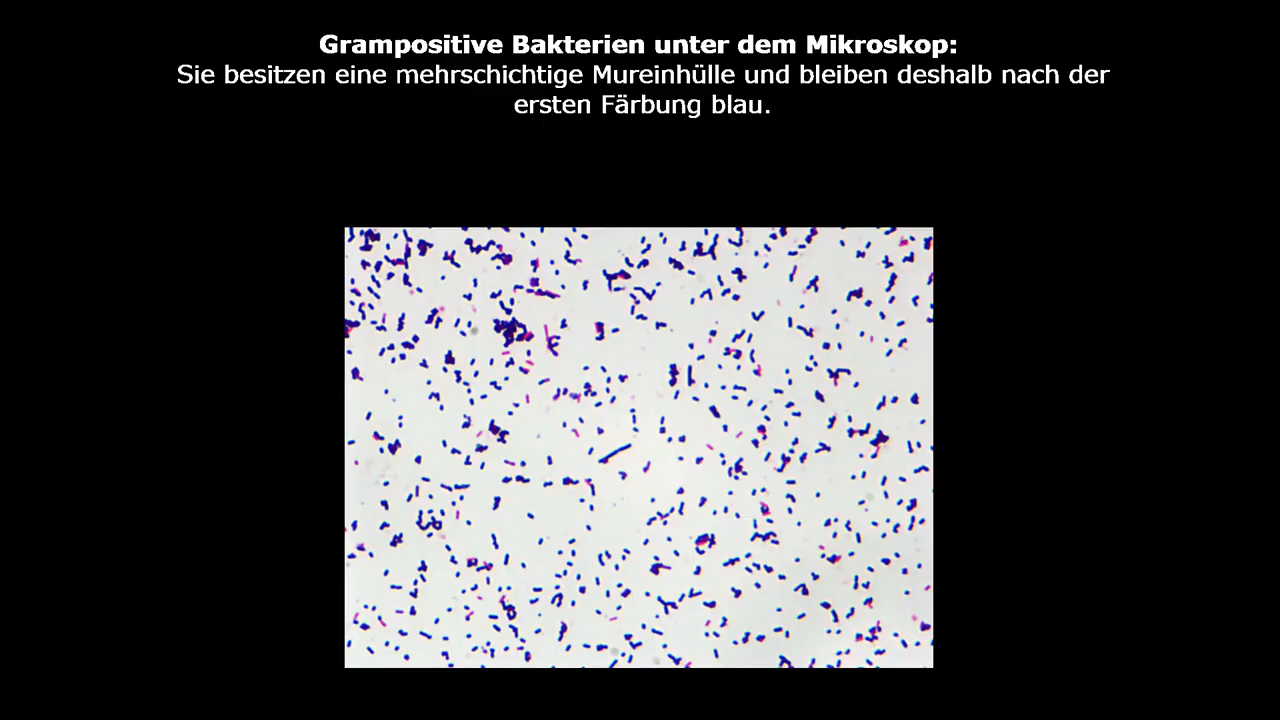 Grampositive Bakterien unter dem Mikroskop:
Sie besitzen eine mehrschichtige Mureinhülle und bleiben deshalb nach der
ersten Färbung blau.